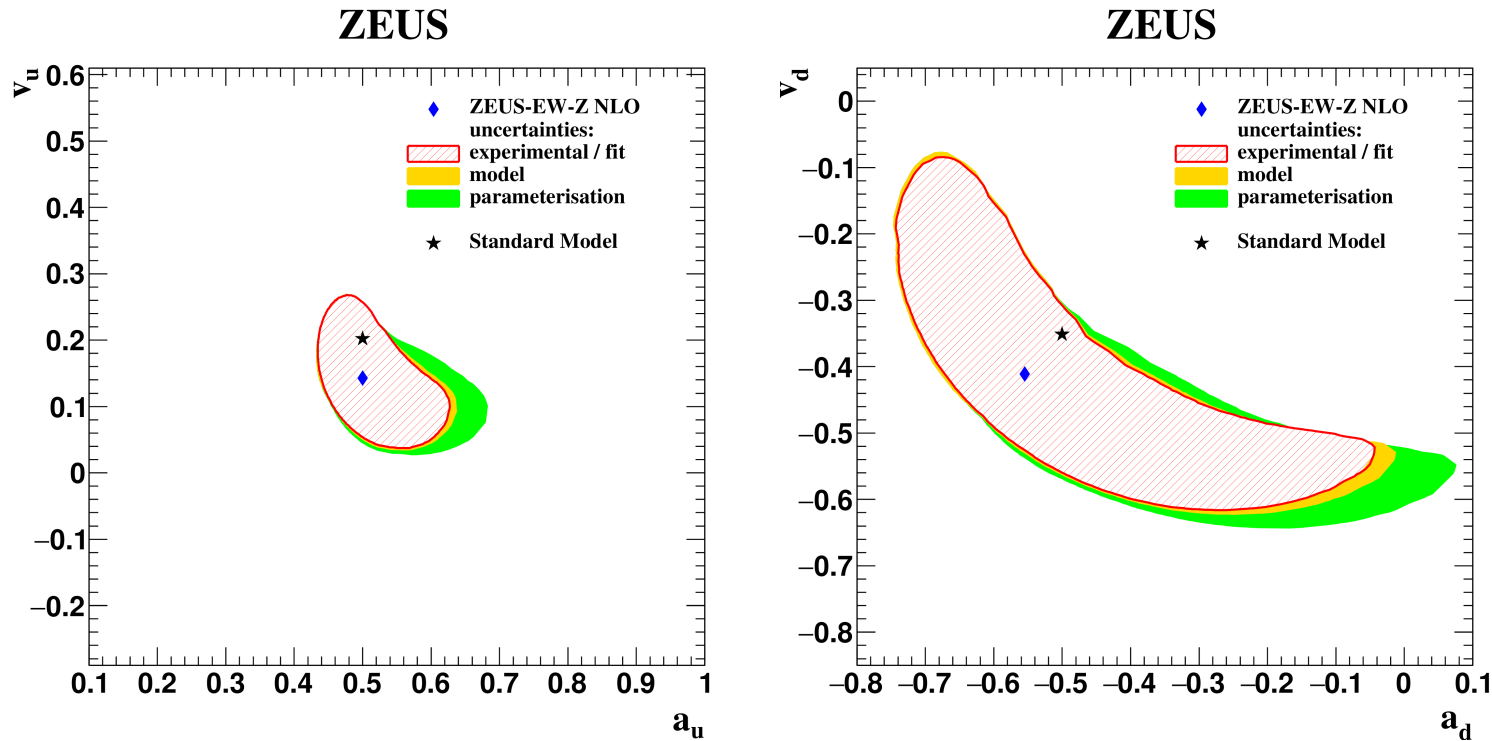 ZEUS
v_u
0.6
0.5
0.4
0.3
0.2
0.1
0
−0.1
−0.2
ZEUS-EW-Z NLO
uncertainties:
experimental / fit
model
parameterisation
Standard Model
0.1 0.2 0.3 0.4 0.5 0.6 0.7 0.8 0.9 1
a_u
ZEUS
v_d
0
−0.1
−0.2
−0.3
−0.4
−0.5
−0.6
−0.7
−0.8
ZEUS-EW-Z NLO
uncertainties:
experimental / fit
model
parameterisation
Standard Model
−0.8 −0.7 −0.6 −0.5 −0.4 −0.3 −0.2 −0.1 0 0.1
a_d